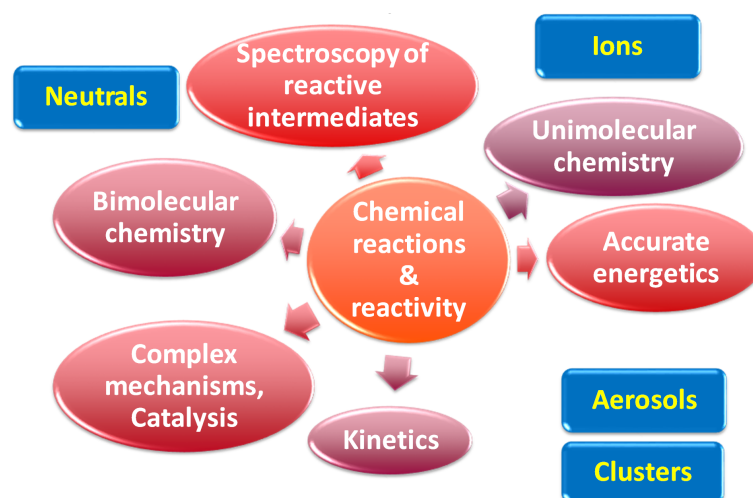 Spectroscopy of
reactive
intermediates
Ions
Neutrals
Unimolecular
chemistry
Bimolecular
chemistry
Chemical
reactions
&
reactivity
Accurate
energetics
Complex
mechanisms,
Catalysis
Kinetics
Aerosols
Clusters